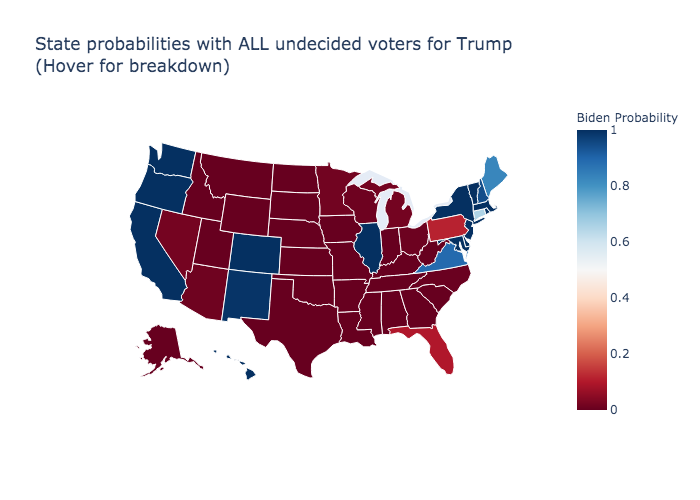 State probabilities with ALL undecided voters for Trump
(Hover for breakdown)
Biden Probability
1
0.8
0.6
0.4
0.2
0